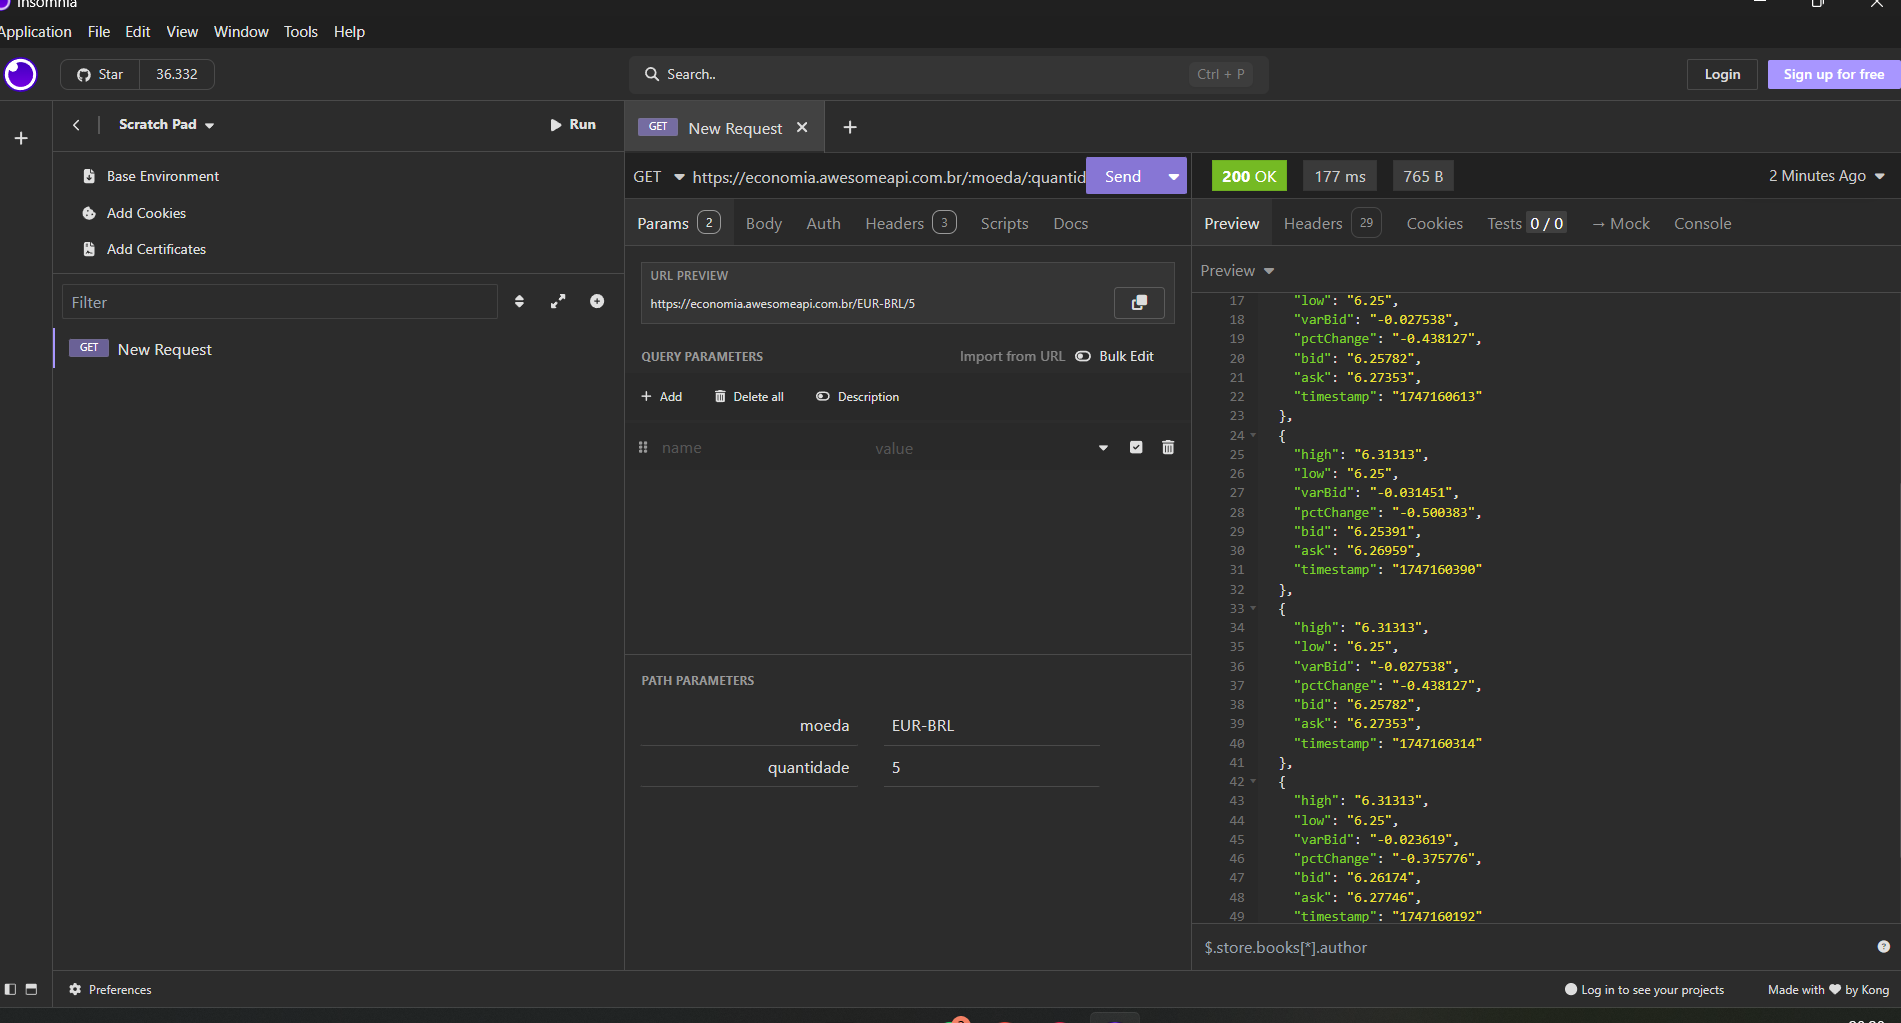 Insomnia
Application File Edit View Window Tools Help
Star 36.332
Search.. Ctrl + P
Login Sign up for free
Scratch Pad
Run
Base Environment
Add Cookies
Add Certificates
Filter
GET New Request
GET New Request
GET https://economia.awesomeapi.com.br/:moeda/:quantid Send
Params 2 Body Auth Headers 3 Scripts Docs
URL PREVIEW
https://economia.awesomeapi.com.br/EUR-BRL/5
QUERY PARAMETERS Import from URL Bulk Edit
Add Delete all Description
name value
PATH PARAMETERS
moeda EUR-BRL
quantidade 5
200 OK 177 ms 765 B 2 Minutes Ago
Preview Headers 29 Cookies Tests 0 / 0 → Mock Console
Preview
17 "low": "6.25",
18 "varBid": "-0.027538",
19 "pctChange": "-0.438127",
20 "bid": "6.25782",
21 "ask": "6.27353",
22 "timestamp": "1747160613"
23 },
24 {
25 "high": "6.31313",
26 "low": "6.25",
27 "varBid": "-0.031451",
28 "pctChange": "-0.500383",
29 "bid": "6.25391",
30 "ask": "6.26959",
31 "timestamp": "1747160390"
32 },
33 {
34 "high": "6.31313",
35 "low": "6.25",
36 "varBid": "-0.027538",
37 "pctChange": "-0.438127",
38 "bid": "6.25782",
39 "ask": "6.27353",
40 "timestamp": "1747160314"
41 },
42 {
43 "high": "6.31313",
44 "low": "6.25",
45 "varBid": "-0.023619",
46 "pctChange": "-0.375776",
47 "bid": "6.26174",
48 "ask": "6.27746",
49 "timestamp": "1747160192"
$.store.books[*].author
Preferences
Log in to see your projects Made with ♥ by Kong